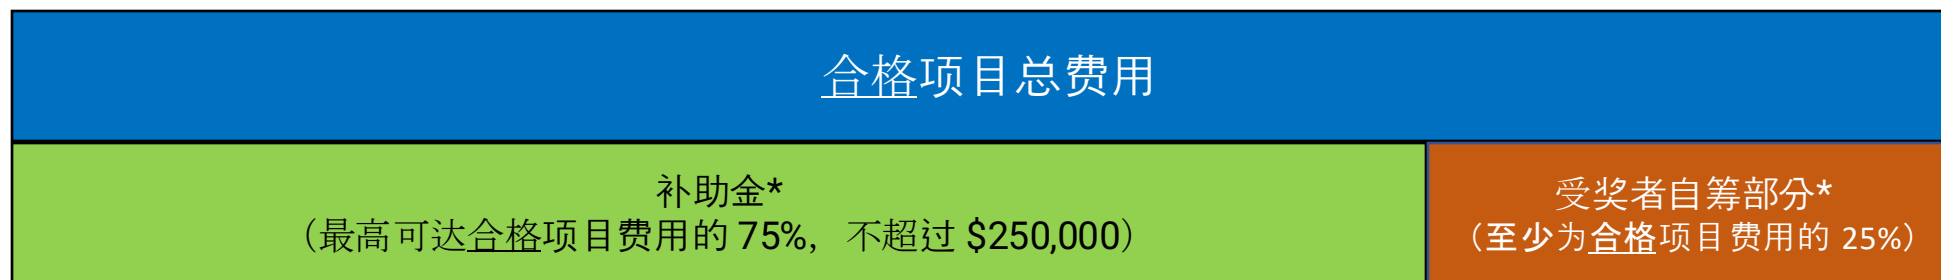 合格项目总费用
补助金*
（最高可达合格项目费用的 75%，不超过 $250,000）
受奖者自筹部分*
（至少为合格项目费用的 25%）